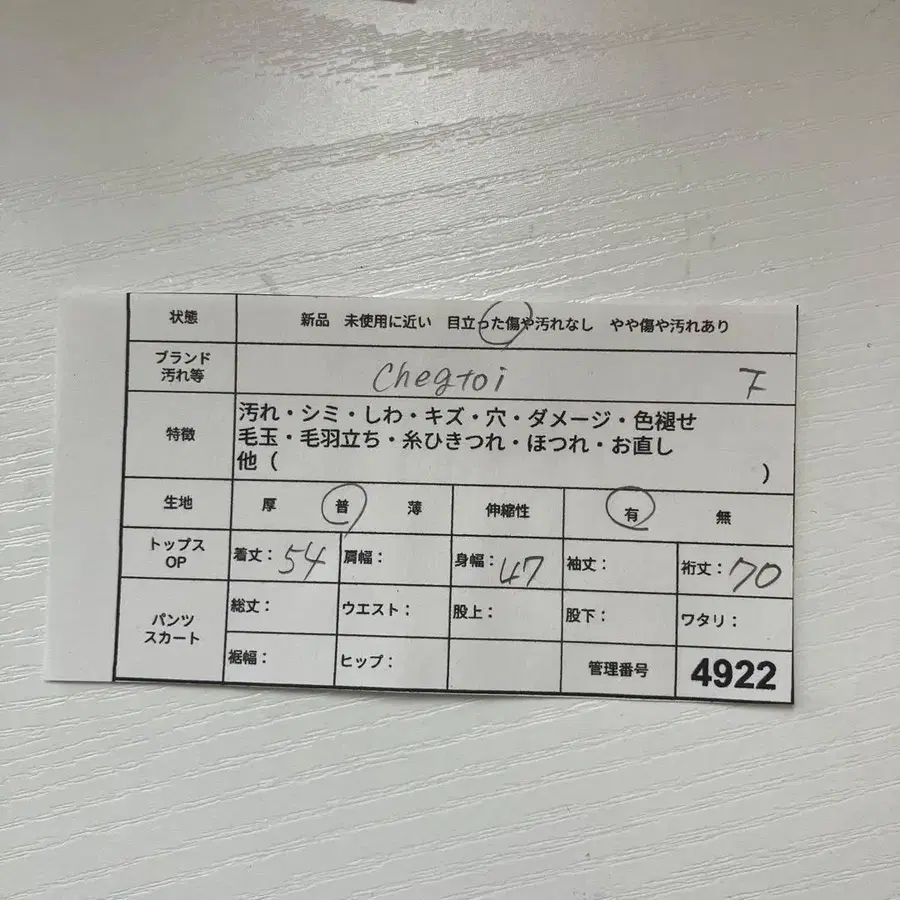 状態 新品 未使用に近い 目立った傷や汚れなし やや傷や汚れあり
ブランド
汚れ等 Chegtoi F
特徴
汚れ・シミ・しわ・キズ・穴・ダメージ・色褪せ
毛玉・毛羽立ち・糸ひきつれ・ほつれ・お直し
他( )
生地 厚 普 薄 伸縮性 有 無
トップス
OP
着丈:54 肩幅: 身幅:47 袖丈: 裄丈:70
パンツ
スカート
総丈: ウエスト: 股上: 股下: ワタリ:
裾幅: ヒップ: 管理番号 4922